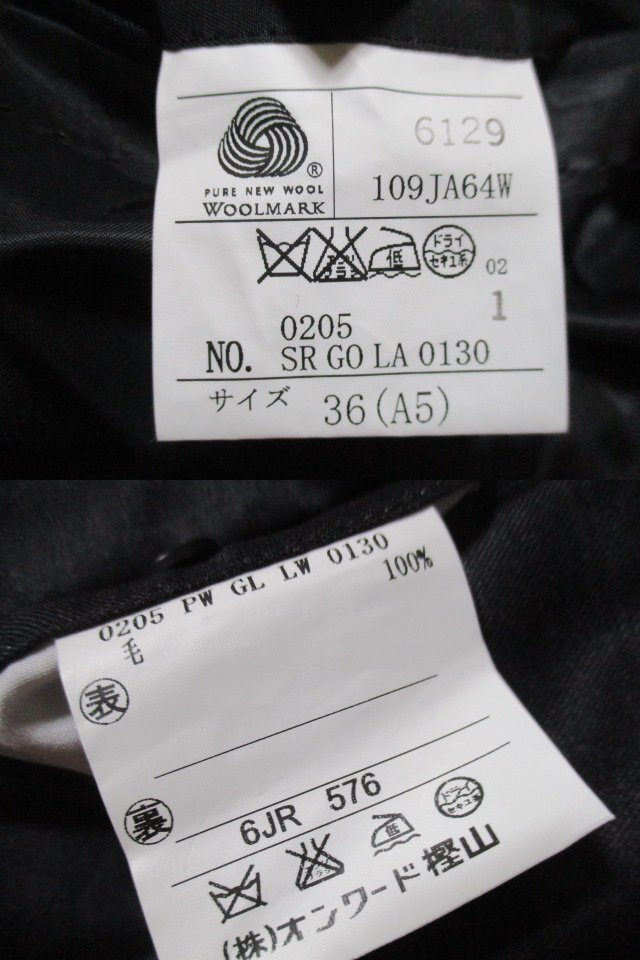 6129
PURE NEW WOOL
WOOLMARK ®
109JA64W
低
ドライ
セキユ系
02
1
0205
NO. SR GO LA 0130
サイズ 36(A5)
0205 PW GL LW 0130
毛 100%
表
裏
6JR 576
低
ドライ
セキユ系
(株)オンワード樫山